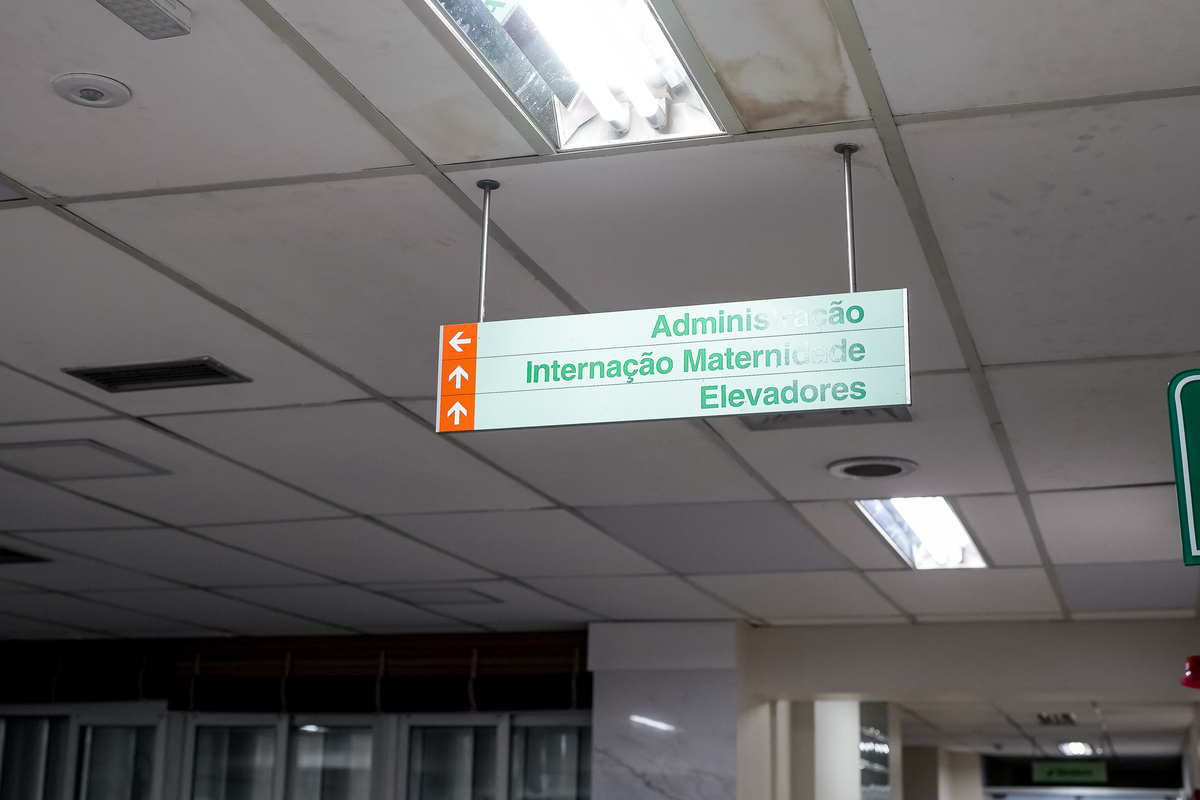 Administração
Internação Maternidade
Elevadores